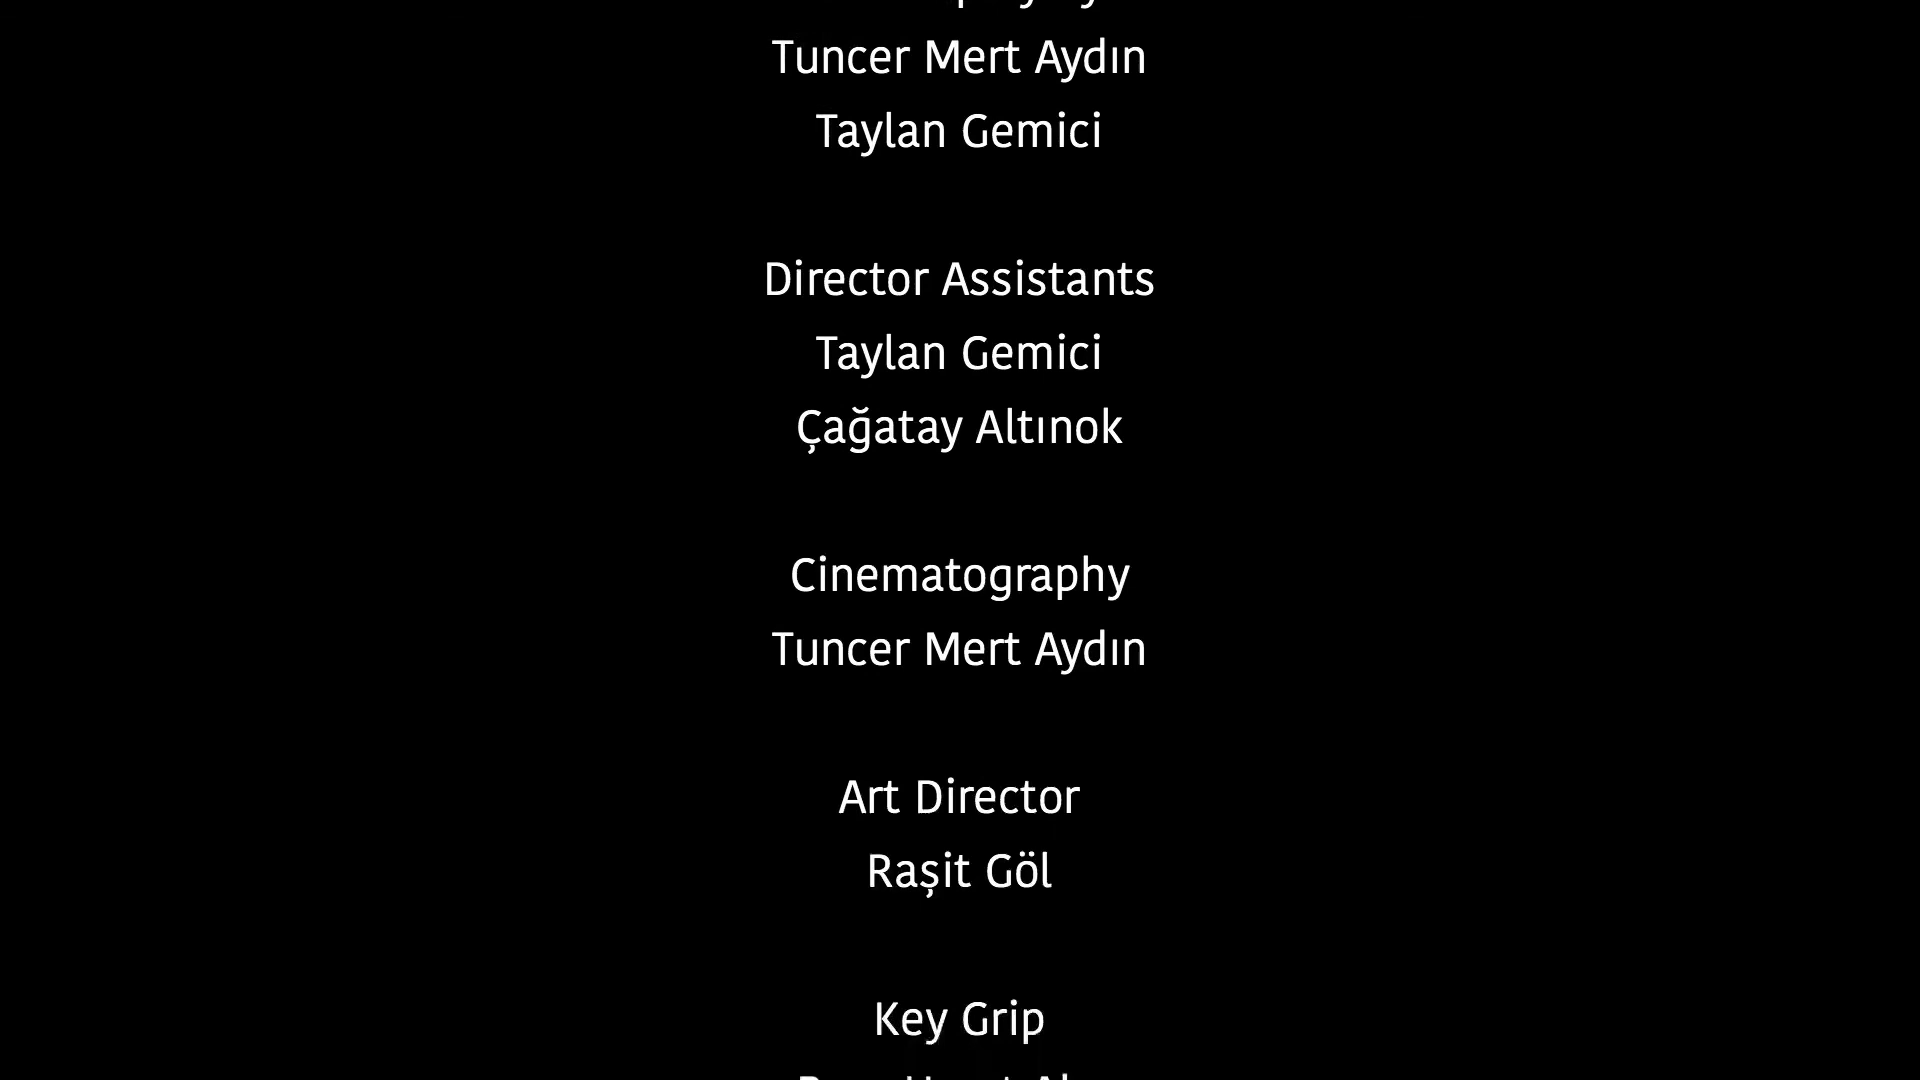 Tuncer Mert Aydın
Taylan Gemici
Director Assistants
Taylan Gemici
Çağatay Altınok
Cinematography
Tuncer Mert Aydın
Art Director
Raşit Göl
Key Grip